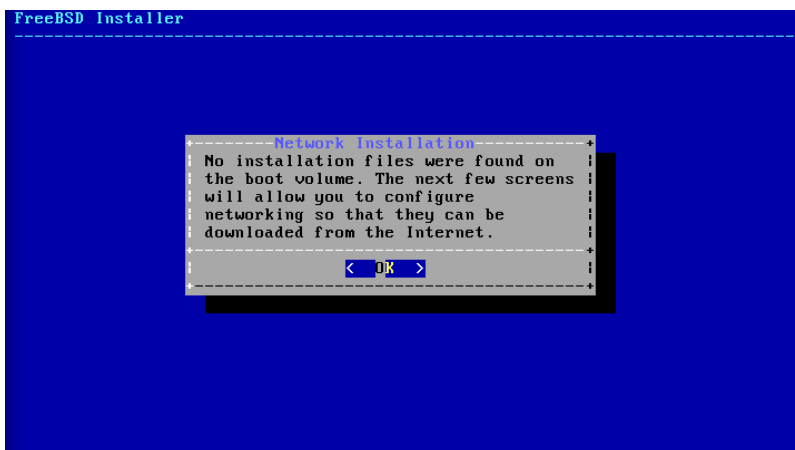 FreeBSD Installer
Network Installation
No installation files were found on
the boot volume. The next few screens
will allow you to configure
networking so that they can be
downloaded from the Internet.
< OK >